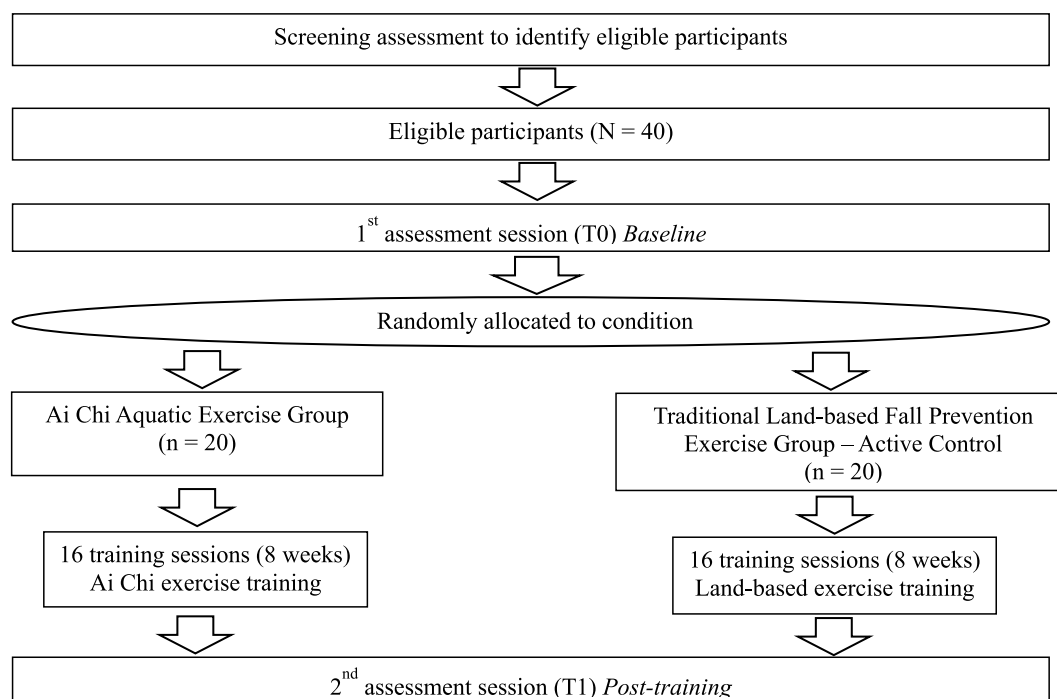 Screening assessment to identify eligible participants
Eligible participants (N = 40)
1st assessment session (T0) Baseline
Randomly allocated to condition
Ai Chi Aquatic Exercise Group
(n = 20)
Traditional Land-based Fall Prevention
Exercise Group – Active Control
(n = 20)
16 training sessions (8 weeks)
Ai Chi exercise training
16 training sessions (8 weeks)
Land-based exercise training
2nd assessment session (T1) Post-training